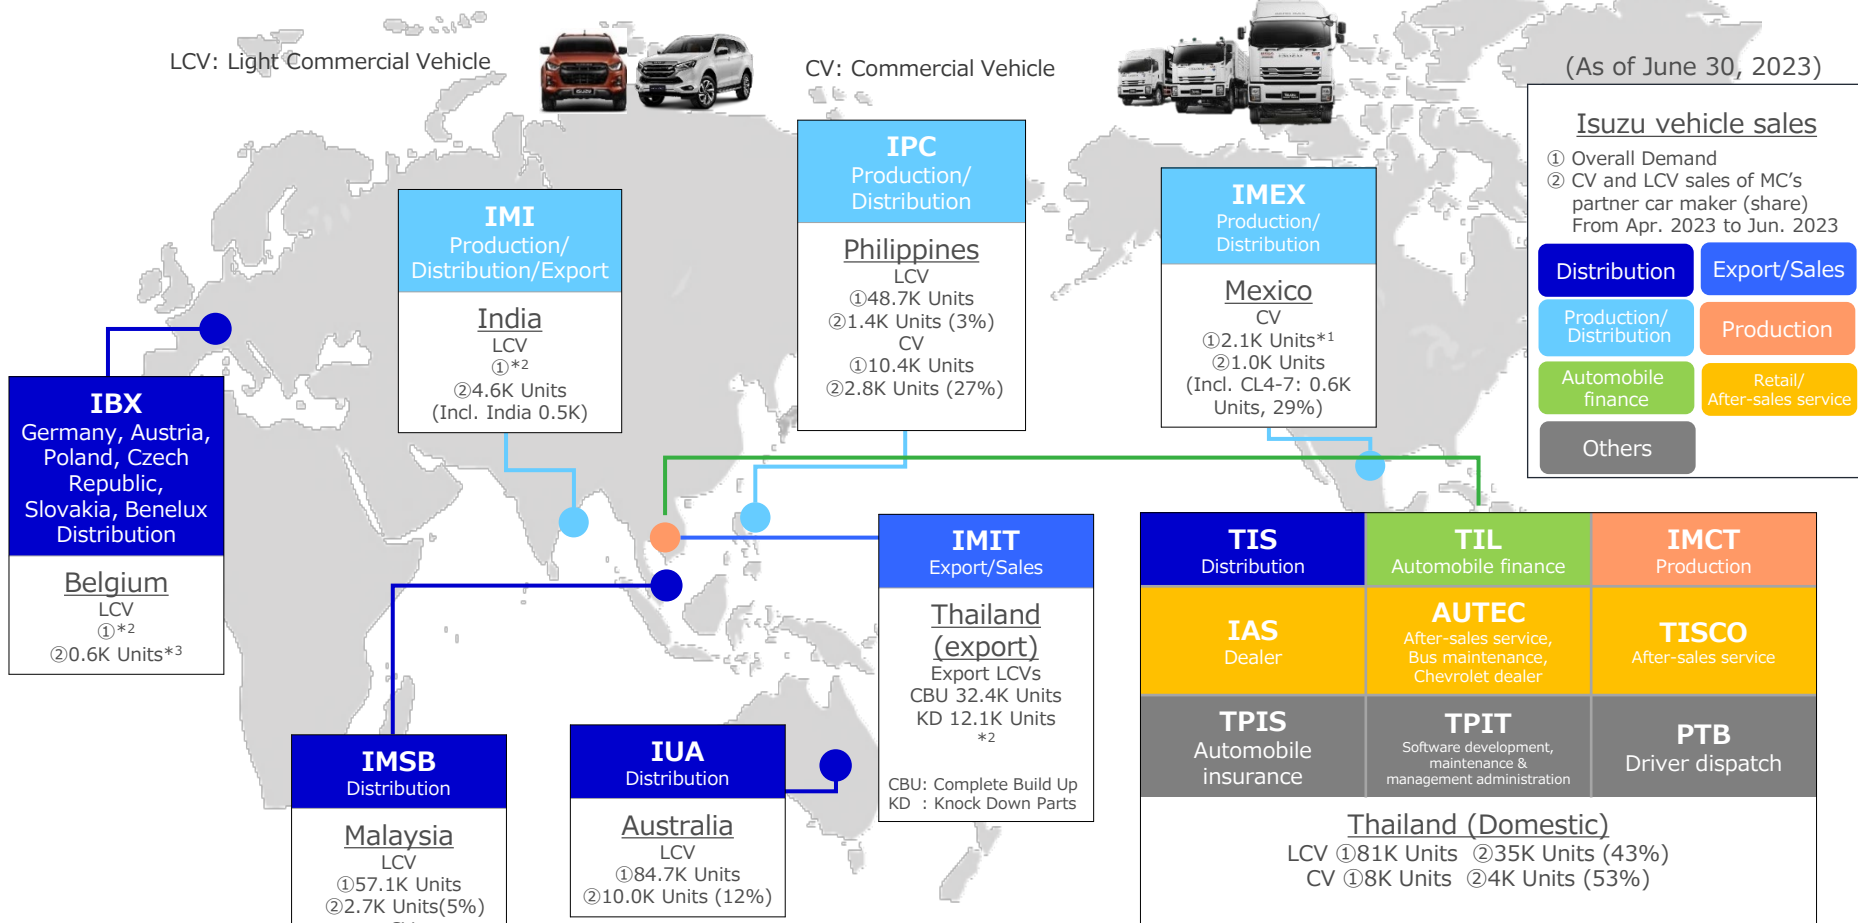 LCV: Light Commercial Vehicle
CV: Commercial Vehicle
(As of June 30, 2023)
Isuzu vehicle sales
① Overall Demand
② CV and LCV sales of MC's
partner car maker (share)
From Apr. 2023 to Jun. 2023
Distribution
Export/Sales
Production/
Distribution
Production
Automobile
finance
Retail/
After-sales service
Others
IPC
Production/
Distribution
Philippines
LCV
①48.7K Units
②1.4K Units (3%)
CV
①10.4K Units
②2.8K Units (27%)
IMEX
Production/
Distribution
Mexico
CV
①2.1K Units*1
②1.0K Units
(Incl. CL4-7: 0.6K
Units, 29%)
IMI
Production/
Distribution/Export
India
LCV
①*2
②4.6K Units
(Incl. India 0.5K)
IBX
Germany, Austria,
Poland, Czech
Republic,
Slovakia, Benelux
Distribution
Belgium
LCV
①*2
②0.6K Units*3
IMIT
Export/Sales
Thailand
(export)
Export LCVs
CBU 32.4K Units
KD 12.1K Units
*2
CBU: Complete Build Up
KD : Knock Down Parts
TIS
Distribution
TIL
Automobile finance
IMCT
Production
IAS
Dealer
AUTEC
After-sales service,
Bus maintenance,
Chevrolet dealer
TISCO
After-sales service
TPIS
Automobile
insurance
TPIT
Software development,
maintenance &
management administration
PTB
Driver dispatch
Thailand (Domestic)
LCV ①81K Units ②35K Units (43%)
CV ①8K Units ②4K Units (53%)
IMSB
Distribution
Malaysia
LCV
①57.1K Units
②2.7K Units(5%)
IUA
Distribution
Australia
LCV
①84.7K Units
②10.0K Units (12%)